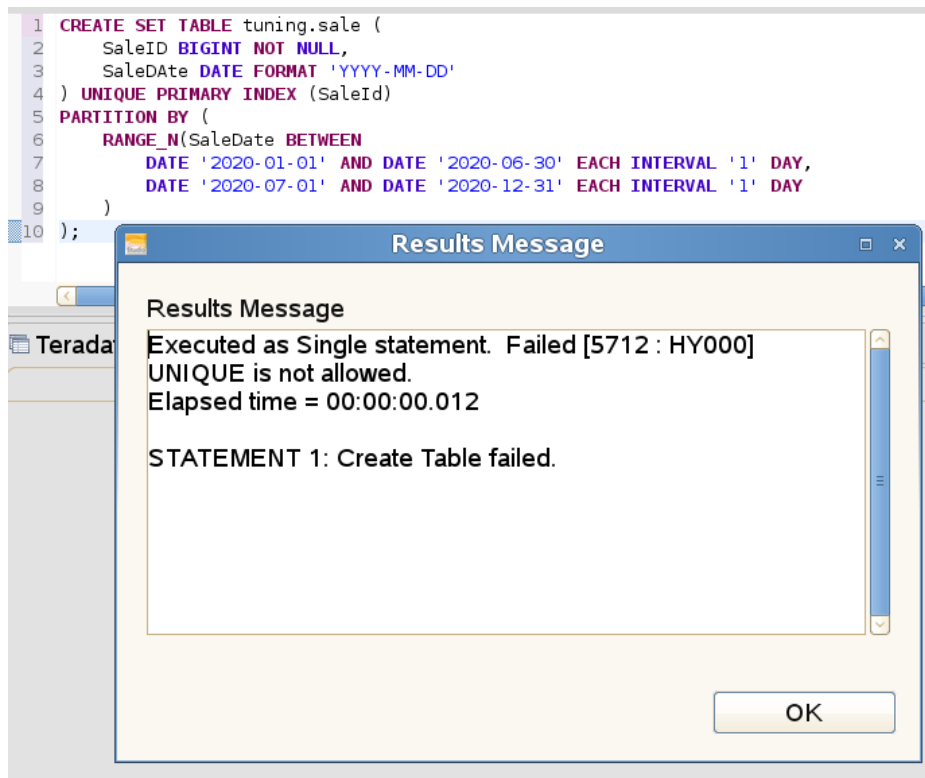 1 CREATE SET TABLE tuning.sale (
2 SaleID BIGINT NOT NULL,
3 SaleDAte DATE FORMAT 'YYYY-MM-DD'
4 ) UNIQUE PRIMARY INDEX (SaleId)
5 PARTITION BY (
6 RANGE_N(SaleDate BETWEEN
7 DATE '2020-01-01' AND DATE '2020-06-30' EACH INTERVAL '1' DAY,
8 DATE '2020-07-01' AND DATE '2020-12-31' EACH INTERVAL '1' DAY
9 )
10 );
Results Message
Results Message
Terada
Executed as Single statement. Failed [5712 : HY000]
UNIQUE is not allowed.
Elapsed time = 00:00:00.012
STATEMENT 1: Create Table failed.
OK